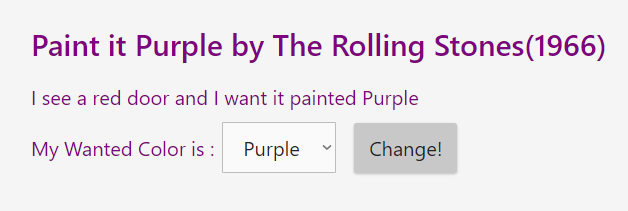 Paint it Purple by The Rolling Stones(1966)
I see a red door and I want it painted Purple
My Wanted Color is : Purple Change!